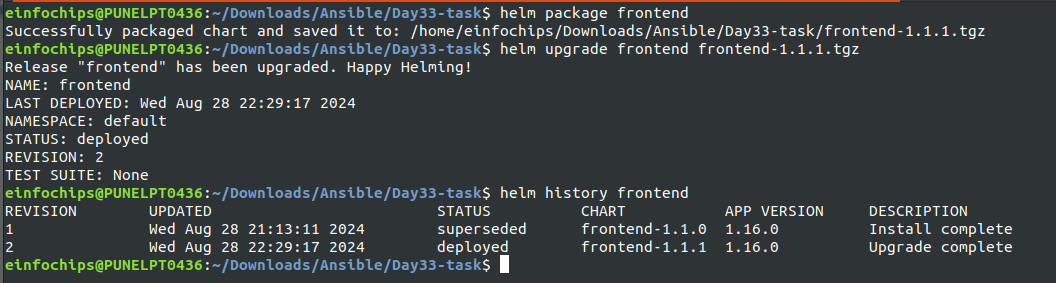 einfochips@PUNELPT0436:~/Downloads/Ansible/Day33-task$ helm package frontend
Successfully packaged chart and saved it to: /home/einfochips/Downloads/Ansible/Day33-task/frontend-1.1.1.tgz
einfochips@PUNELPT0436:~/Downloads/Ansible/Day33-task$ helm upgrade frontend frontend-1.1.1.tgz
Release "frontend" has been upgraded. Happy Helming!
NAME: frontend
LAST DEPLOYED: Wed Aug 28 22:29:17 2024
NAMESPACE: default
STATUS: deployed
REVISION: 2
TEST SUITE: None
einfochips@PUNELPT0436:~/Downloads/Ansible/Day33-task$ helm history frontend
REVISION        UPDATED                         STATUS          CHART           APP VERSION     DESCRIPTION
1               Wed Aug 28 21:13:11 2024        superseded      frontend-1.1.0  1.16.0          Install complete
2               Wed Aug 28 22:29:17 2024        deployed        frontend-1.1.1  1.16.0          Upgrade complete
einfochips@PUNELPT0436:~/Downloads/Ansible/Day33-task$